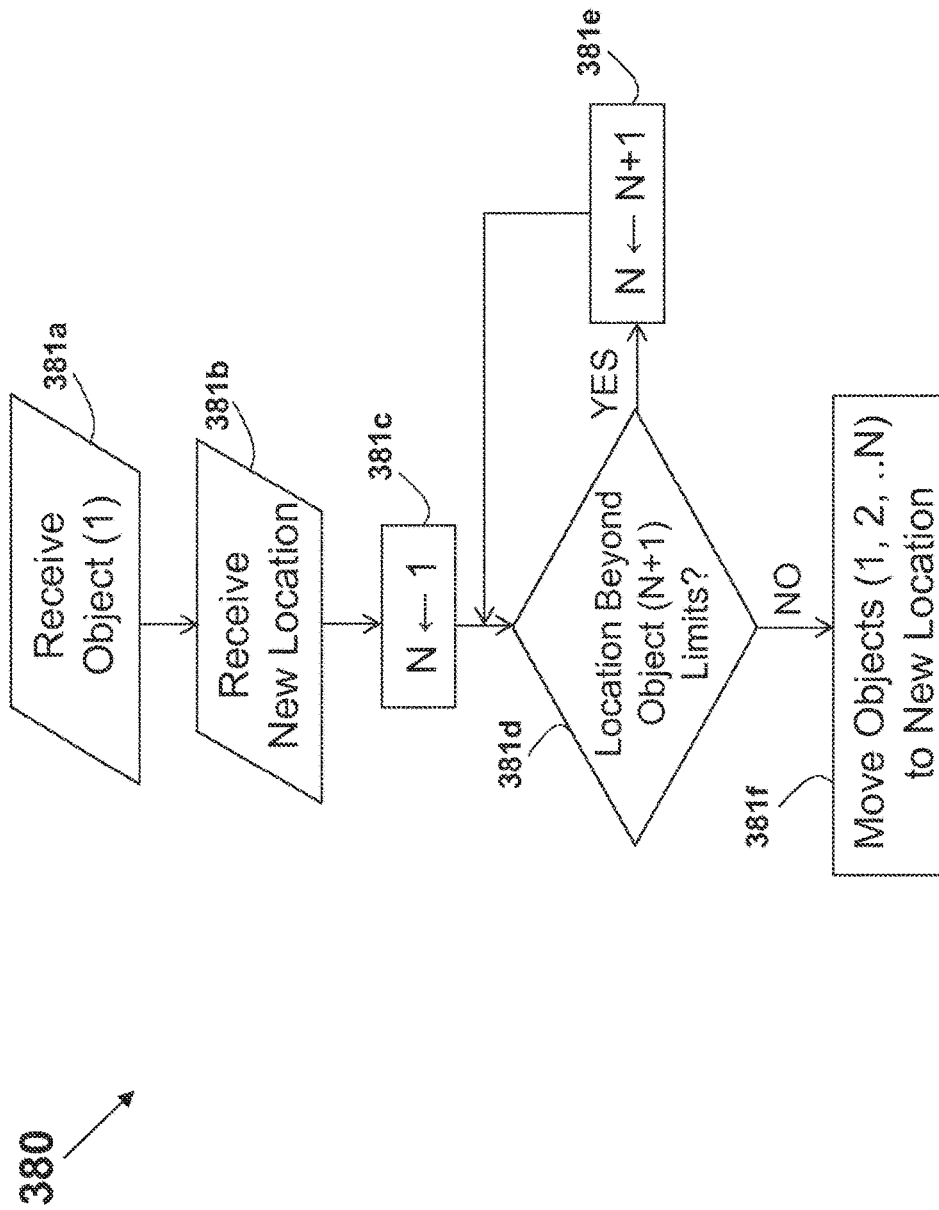 380
Receive
Object (1)
381a
Receive
New Location
381b
N ← 1
381c
Location Beyond
Object (N+1)
Limits?
381d
YES
N ← N+1
381e
NO
Move Objects (1, 2, ..N)
to New Location
381f